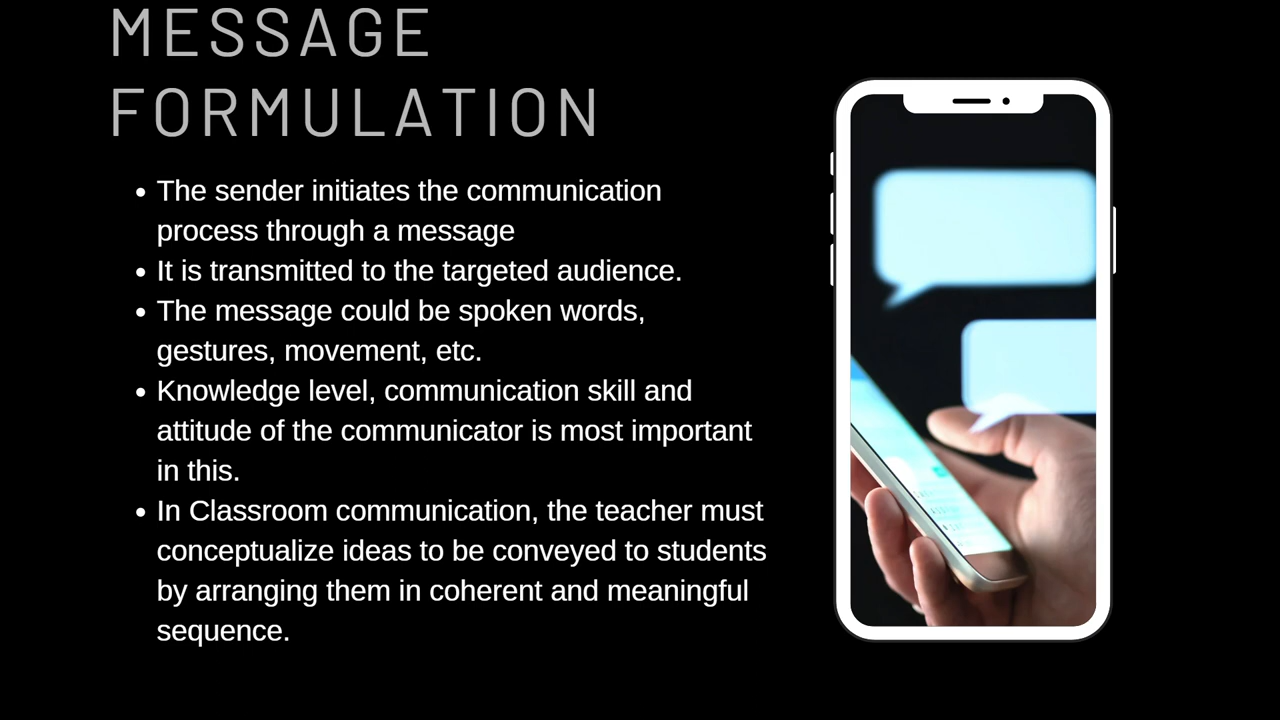 MESSAGE
FORMULATION
• The sender initiates the communication
process through a message
• It is transmitted to the targeted audience.
• The message could be spoken words,
gestures, movement, etc.
• Knowledge level, communication skill and
attitude of the communicator is most important
in this.
• In Classroom communication, the teacher must
conceptualize ideas to be conveyed to students
by arranging them in coherent and meaningful
sequence.